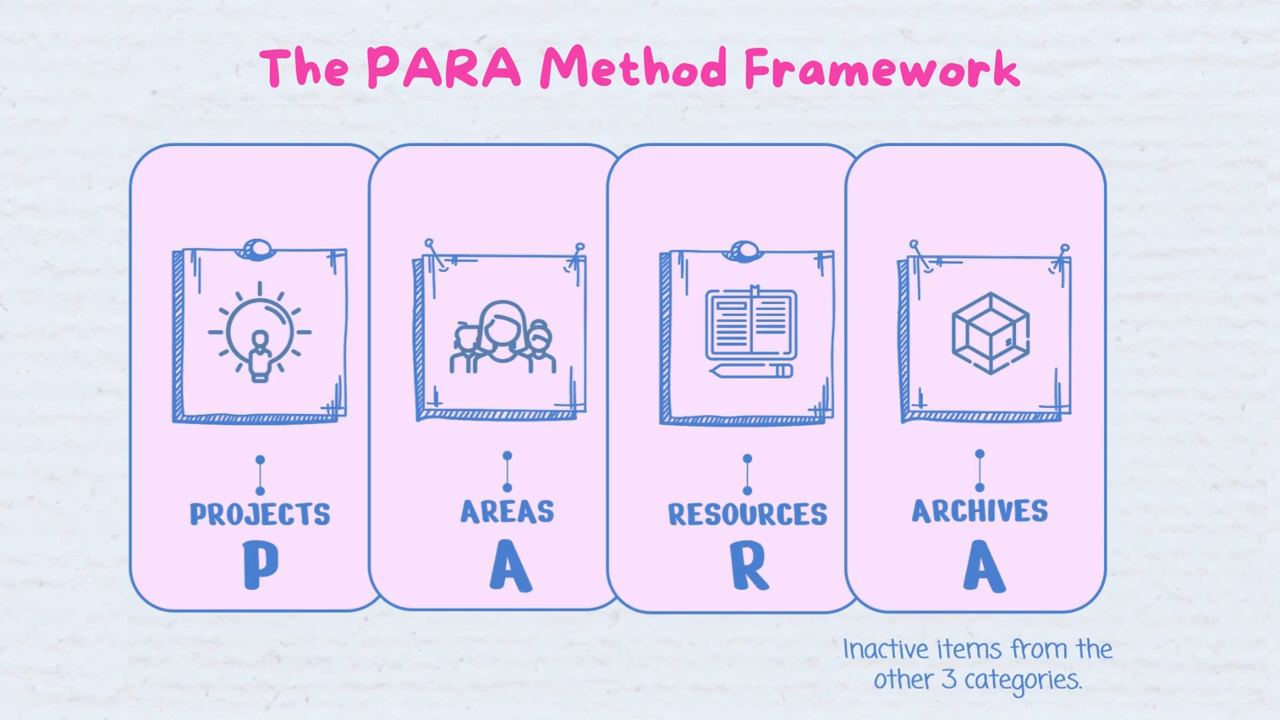 The PARA Method Framework
PROJECTS
P
AREAS
A
RESOURCES
R
ARCHIVES
A
Inactive items from the
other 3 categories.